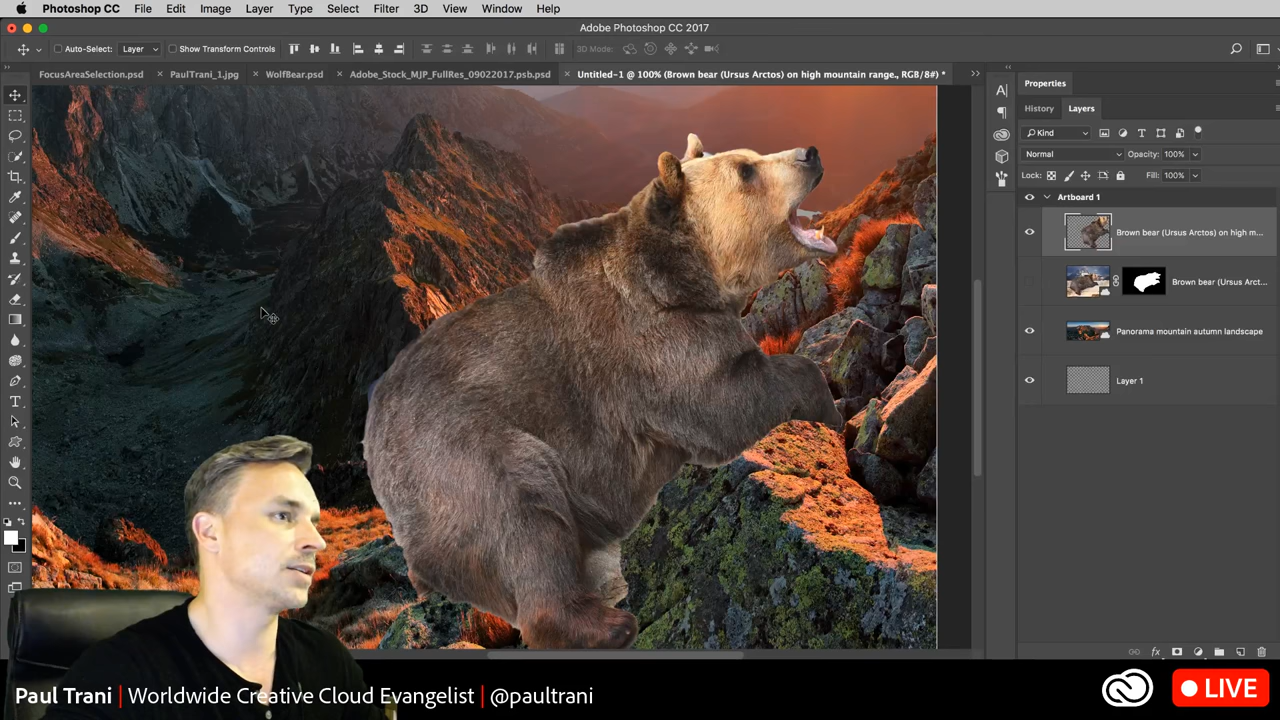 Photoshop CC File Edit Image Layer Type Select Filter 3D View Window Help
Adobe Photoshop CC 2017
Auto-Select: Layer Show Transform Controls 3D Mode:
FocusAreaSelection.psd × PaulTrani_1.jpg × WolfBear.psd × Adobe_Stock_MJP_FullRes_09022017.psb.psd × Untitled-1 @ 100% (Brown bear (Ursus Arctos) on high mountain range., RGB/8#) *
Properties
History Layers
Kind
Normal Opacity: 100%
Lock: Fill: 100%
Artboard 1
Brown bear (Ursus Arctos) on high m...
Brown bear (Ursus Arct...
Panorama mountain autumn landscape
Layer 1
Paul Trani | Worldwide Creative Cloud Evangelist | @paultrani
LIVE